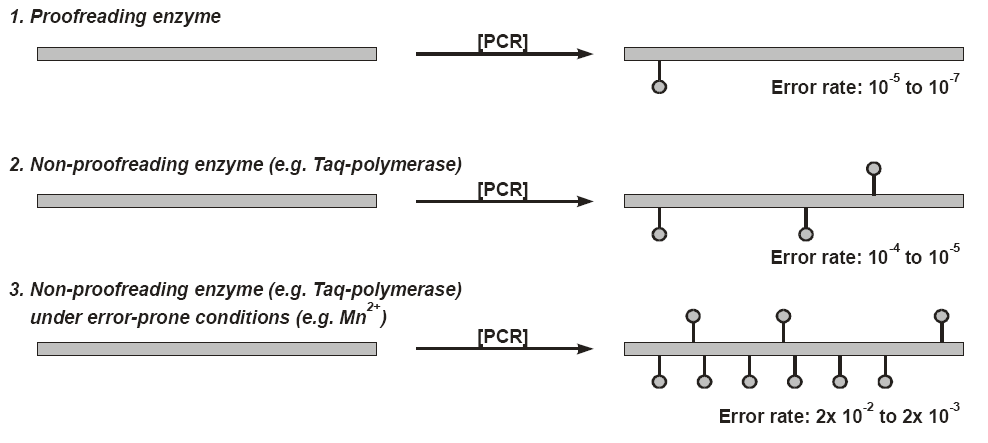 1. Proofreading enzyme
[PCR]
Error rate: 10⁻⁵ to 10⁻⁷
2. Non-proofreading enzyme (e.g. Taq-polymerase)
[PCR]
Error rate: 10⁻⁴ to 10⁻⁵
3. Non-proofreading enzyme (e.g. Taq-polymerase)
under error-prone conditions (e.g. Mn²⁺)
[PCR]
Error rate: 2x 10⁻² to 2x 10⁻³